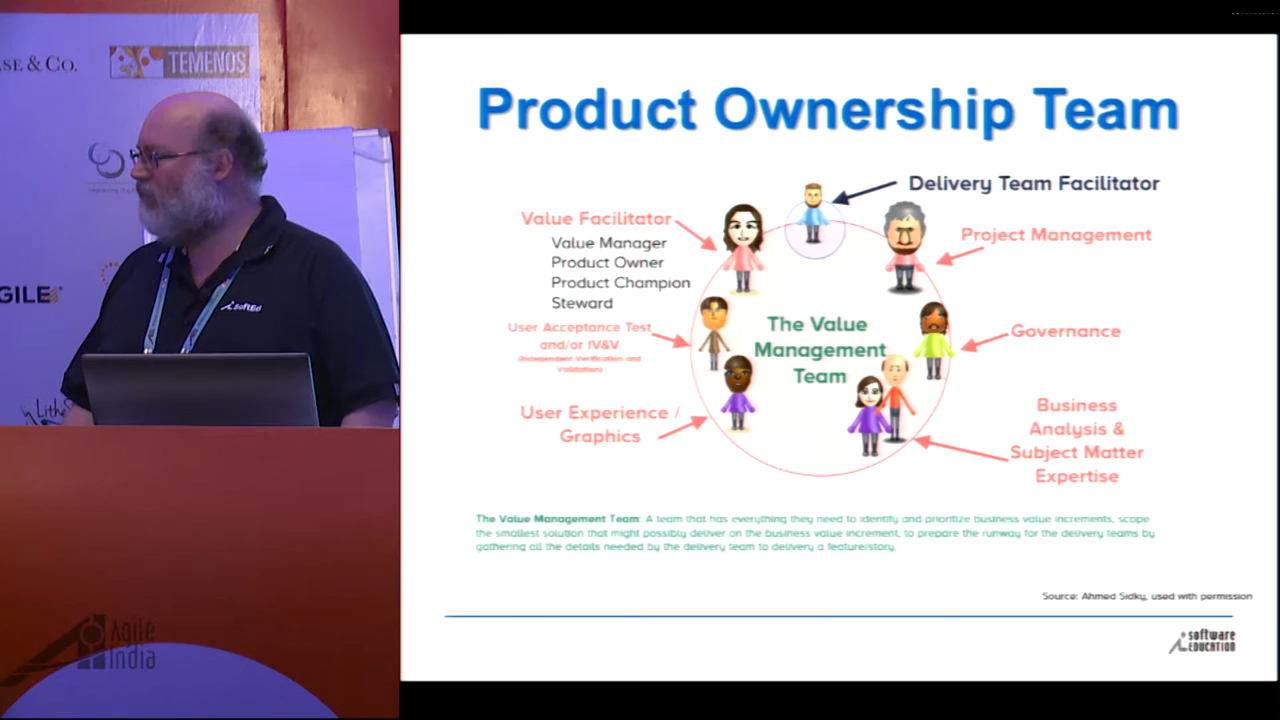 SE & CO.
TEMENOS
GILE
SoftEd
Agile
India
Product Ownership Team
Delivery Team Facilitator
Value Facilitator
Value Manager
Product Owner
Product Champion
Steward
Project Management
User Acceptance Test
and/or IV&V
(Independent Verification and
Validation)
Governance
The Value
Management
Team
User Experience /
Graphics
Business
Analysis &
Subject Matter
Expertise
The Value Management Team: A team that has everything they need to identify and prioritize business value increments, scope
the smallest solution that might possibly deliver on the business value increment, to prepare the runway for the delivery teams by
gathering all the details needed by the delivery team to delivery a feature/story.
Source: Ahmed Sidky, used with permission
software
EDUCATION